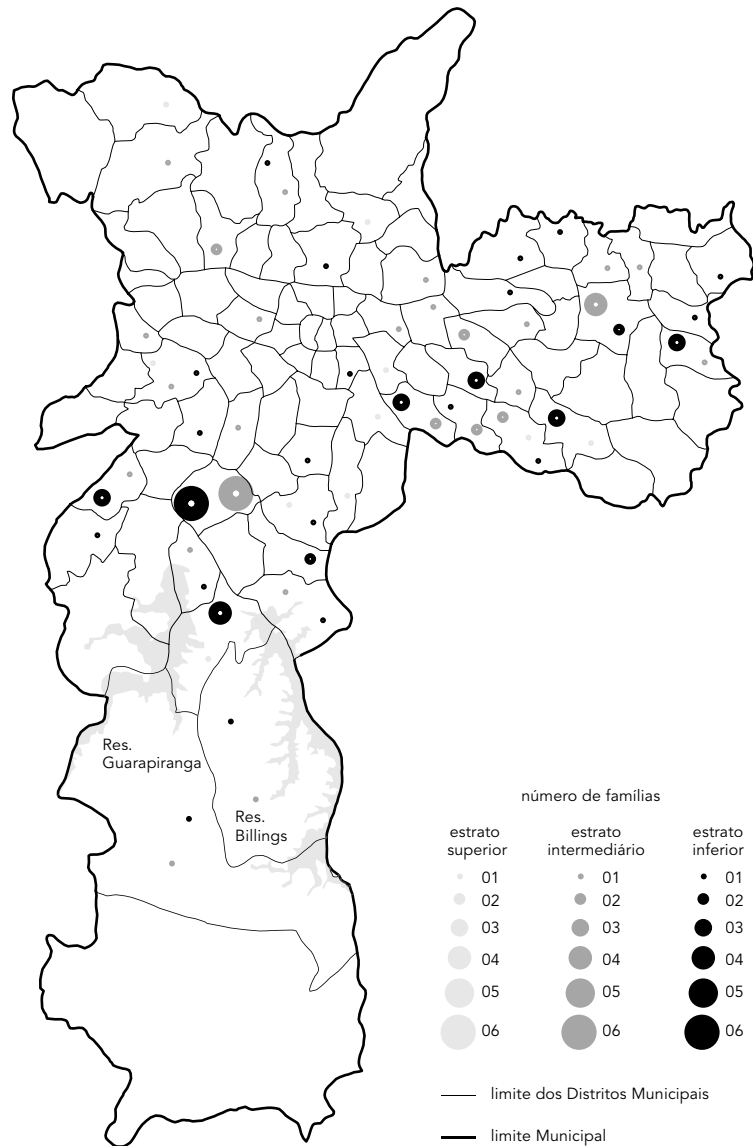 Res.
Guarapiranga
Res.
Billings
número de famílias
estrato superior
estrato intermediário
estrato inferior
01 01 01
02 02 02
03 03 03
04 04 04
05 05 05
06 06 06
limite dos Distritos Municipais
limite Municipal